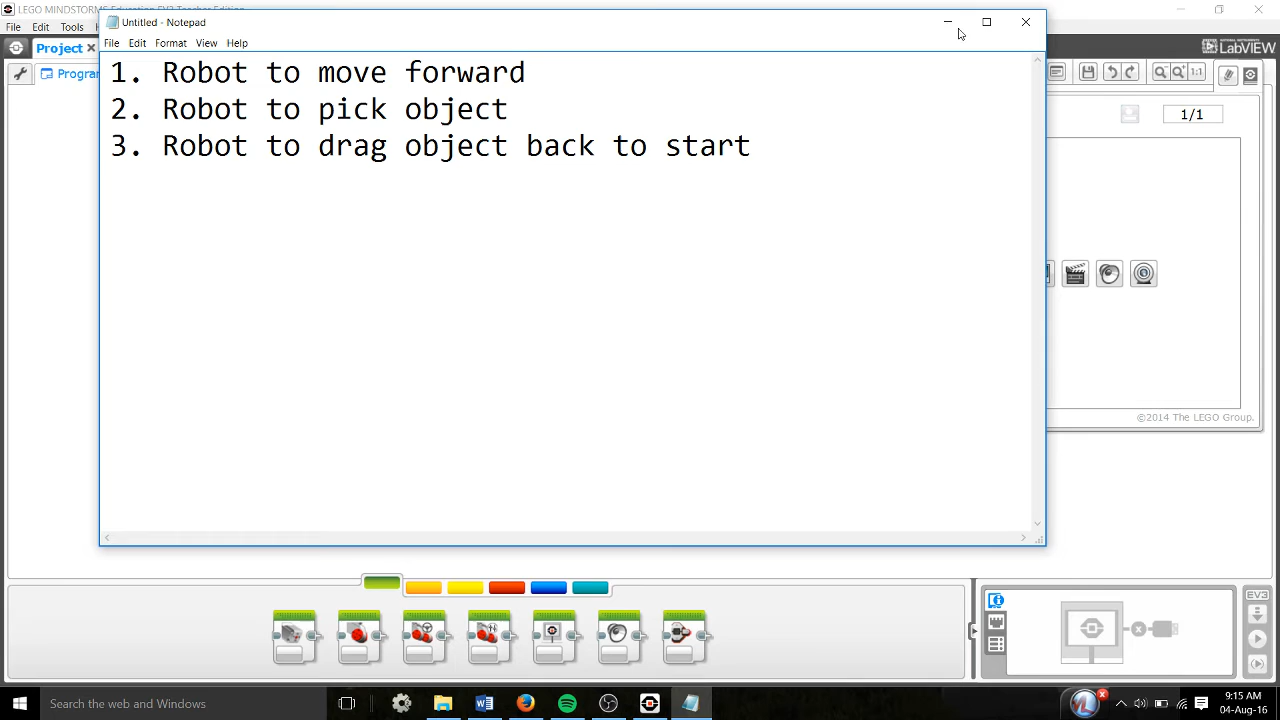 LEGO MINDSTORMS Education EV3 Teacher Edition
Untitled - Notepad
File Edit Tools
File Edit Format View Help
Project
LabVIEW
1. Robot to move forward
2. Robot to pick object
3. Robot to drag object back to start
1:1
1/1
©2014 The LEGO Group.
EV3
Search the web and Windows
9:15 AM
04-Aug-16